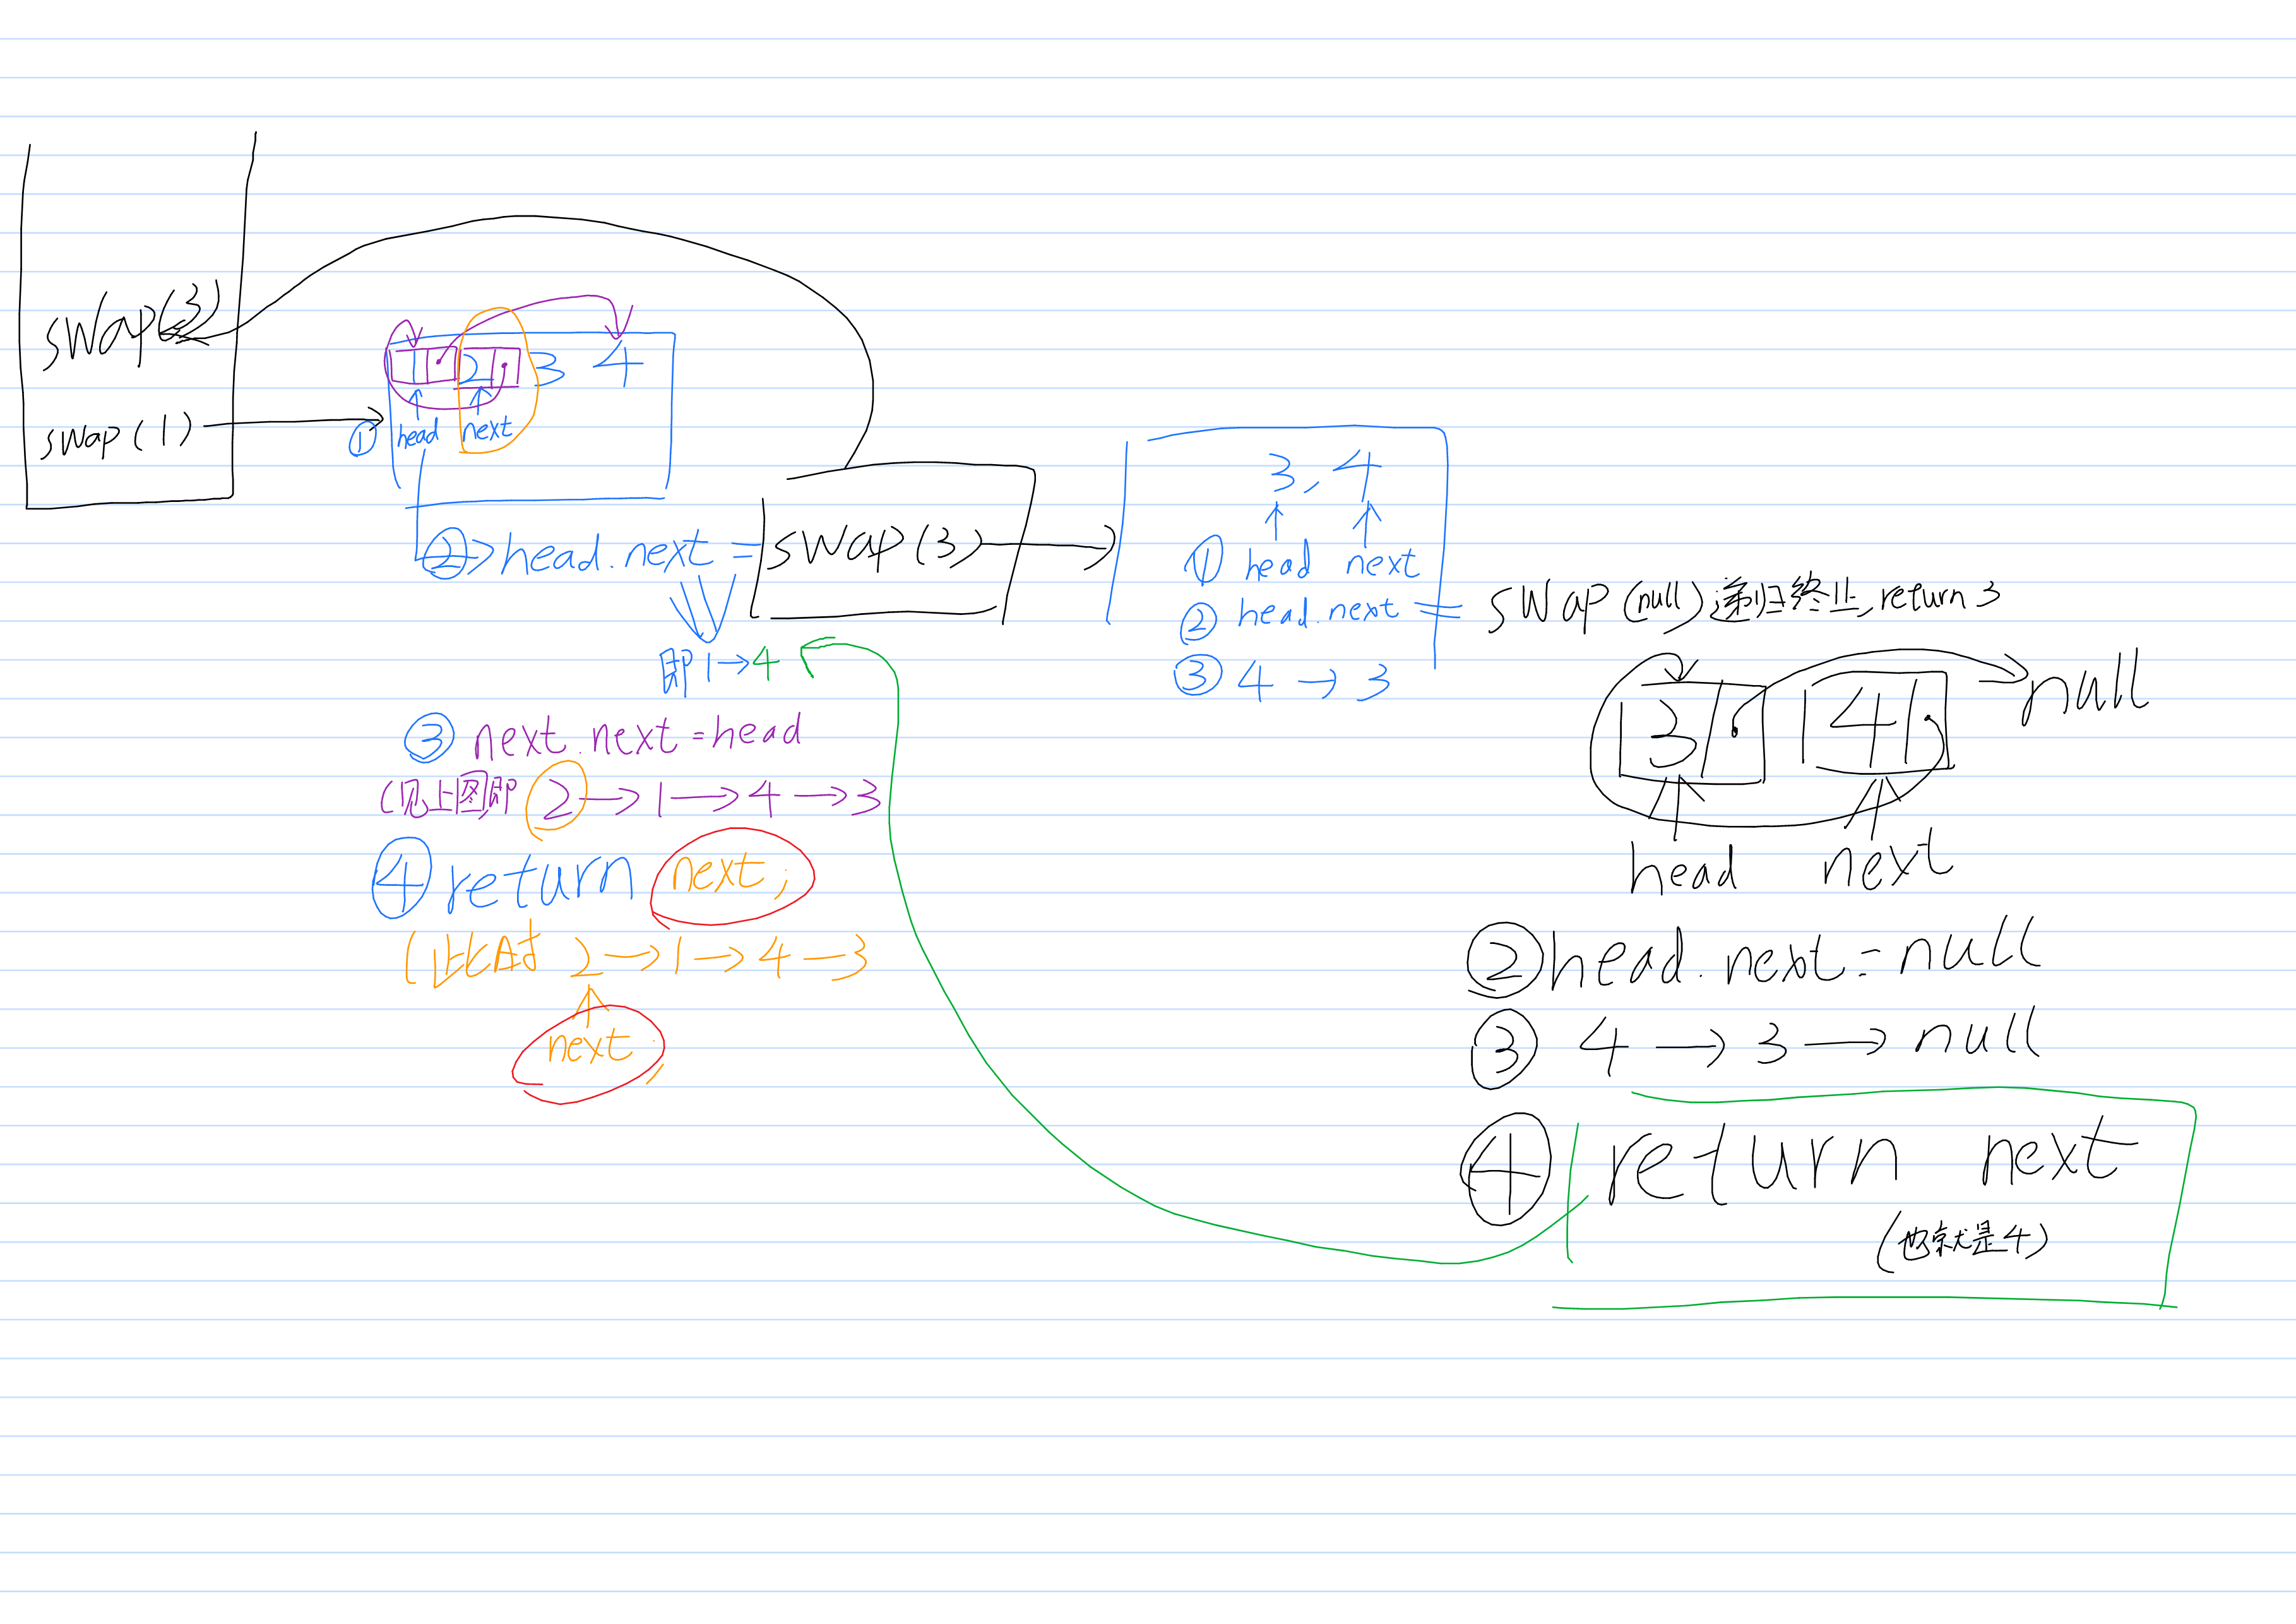 swap(3)
swap(1)
1 2 3 4
① head next
② head.next = swap(3)
即1→4
③ next.next=head
(见上图)即 2→1→4→3
④ return next;
(此时 2→1→4→3
next
3, 4
① head next
② head.next = swap(null)递归终止,return 3
③ 4→3
3 4 null
head next
② head.next = null
③ 4→3→null
④ return next
(也就是4)